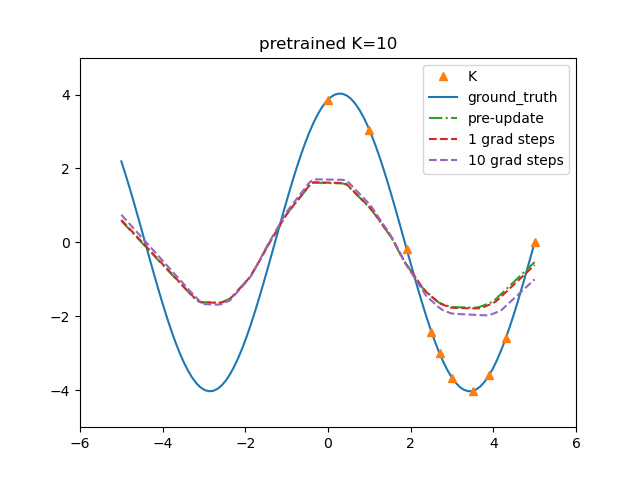 pretrained K=10
K
ground_truth
pre-update
1 grad steps
10 grad steps
4
2
0
−2
−4
−6
−4
−2
0
2
4
6